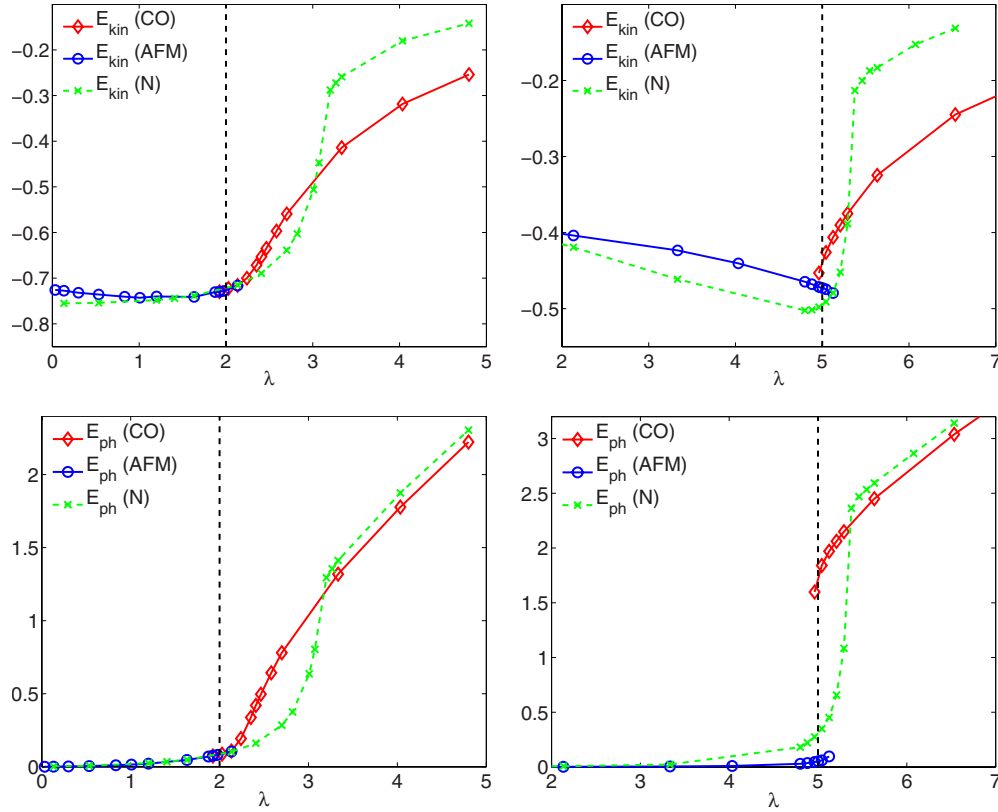 E_kin (CO)
E_kin (AFM)
E_kin (N)
−0.2
−0.3
−0.4
−0.5
−0.6
−0.7
−0.8
0 1 2 3 4 5
λ
E_kin (CO)
E_kin (AFM)
E_kin (N)
−0.1
−0.2
−0.3
−0.4
−0.5
2 3 4 5 6 7
λ
E_ph (CO)
E_ph (AFM)
E_ph (N)
2
1.5
1
0.5
0
0 1 2 3 4 5
λ
E_ph (CO)
E_ph (AFM)
E_ph (N)
3
2.5
2
1.5
1
0.5
0
2 3 4 5 6 7
λ